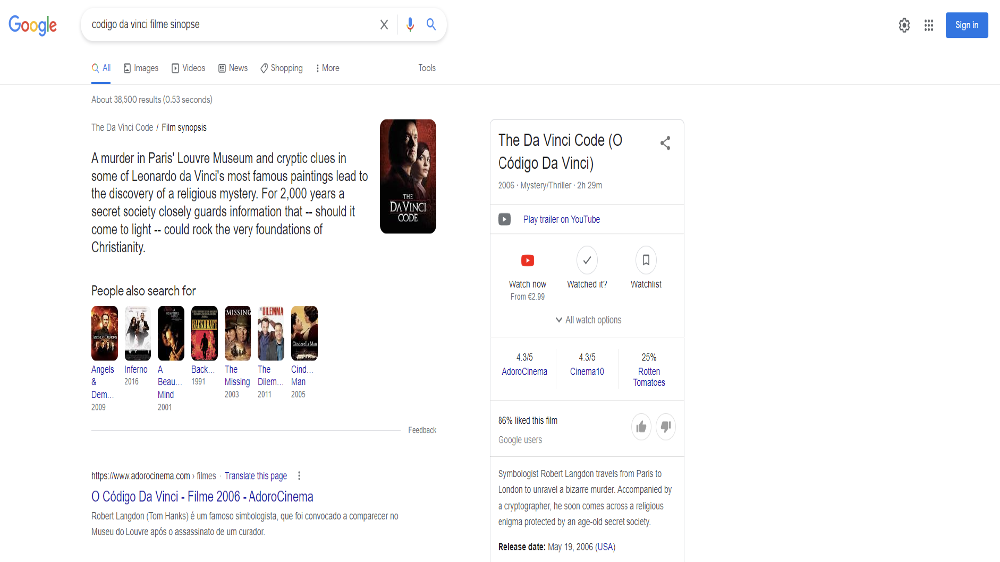 Google
codigo da vinci filme sinopse
Sign in
All
Images
Videos
News
Shopping
More
Tools
About 38,500 results (0.53 seconds)
The Da Vinci Code / Film synopsis
A murder in Paris' Louvre Museum and cryptic clues in
some of Leonardo da Vinci's most famous paintings lead to
the discovery of a religious mystery. For 2,000 years a
secret society closely guards information that -- should it
come to light -- could rock the very foundations of
Christianity.
THE
DA VINCI
CODE
People also search for
ANGELS & DEMONS
A BEAUTIFUL MIND
BACKDRAFT
MISSING
THE DILEMMA
Cinderella Man
Angels
&
Dem...
2009
Inferno
2016
A
Beau...
Mind
2001
Back...
1991
The
Missing
2003
The
Dilem...
2011
Cind...
Man
2005
Feedback
https://www.adorocinema.com › filmes · Translate this page
O Código Da Vinci - Filme 2006 - AdoroCinema
Robert Langdon (Tom Hanks) é um famoso simbologista, que foi convocado a comparecer no
Museu do Louvre após o assassinato de um curador.
The Da Vinci Code (O
Código Da Vinci)
2006 · Mystery/Thriller · 2h 29m
Play trailer on YouTube
Watch now
From €2.99
Watched it?
Watchlist
All watch options
4.3/5
AdoroCinema
4.3/5
Cinema10
25%
Rotten
Tomatoes
86% liked this film
Google users
Symbologist Robert Langdon travels from Paris to
London to unravel a bizarre murder. Accompanied by
a cryptographer, he soon comes across a religious
enigma protected by an age-old secret society.
Release date: May 19, 2006 (USA)